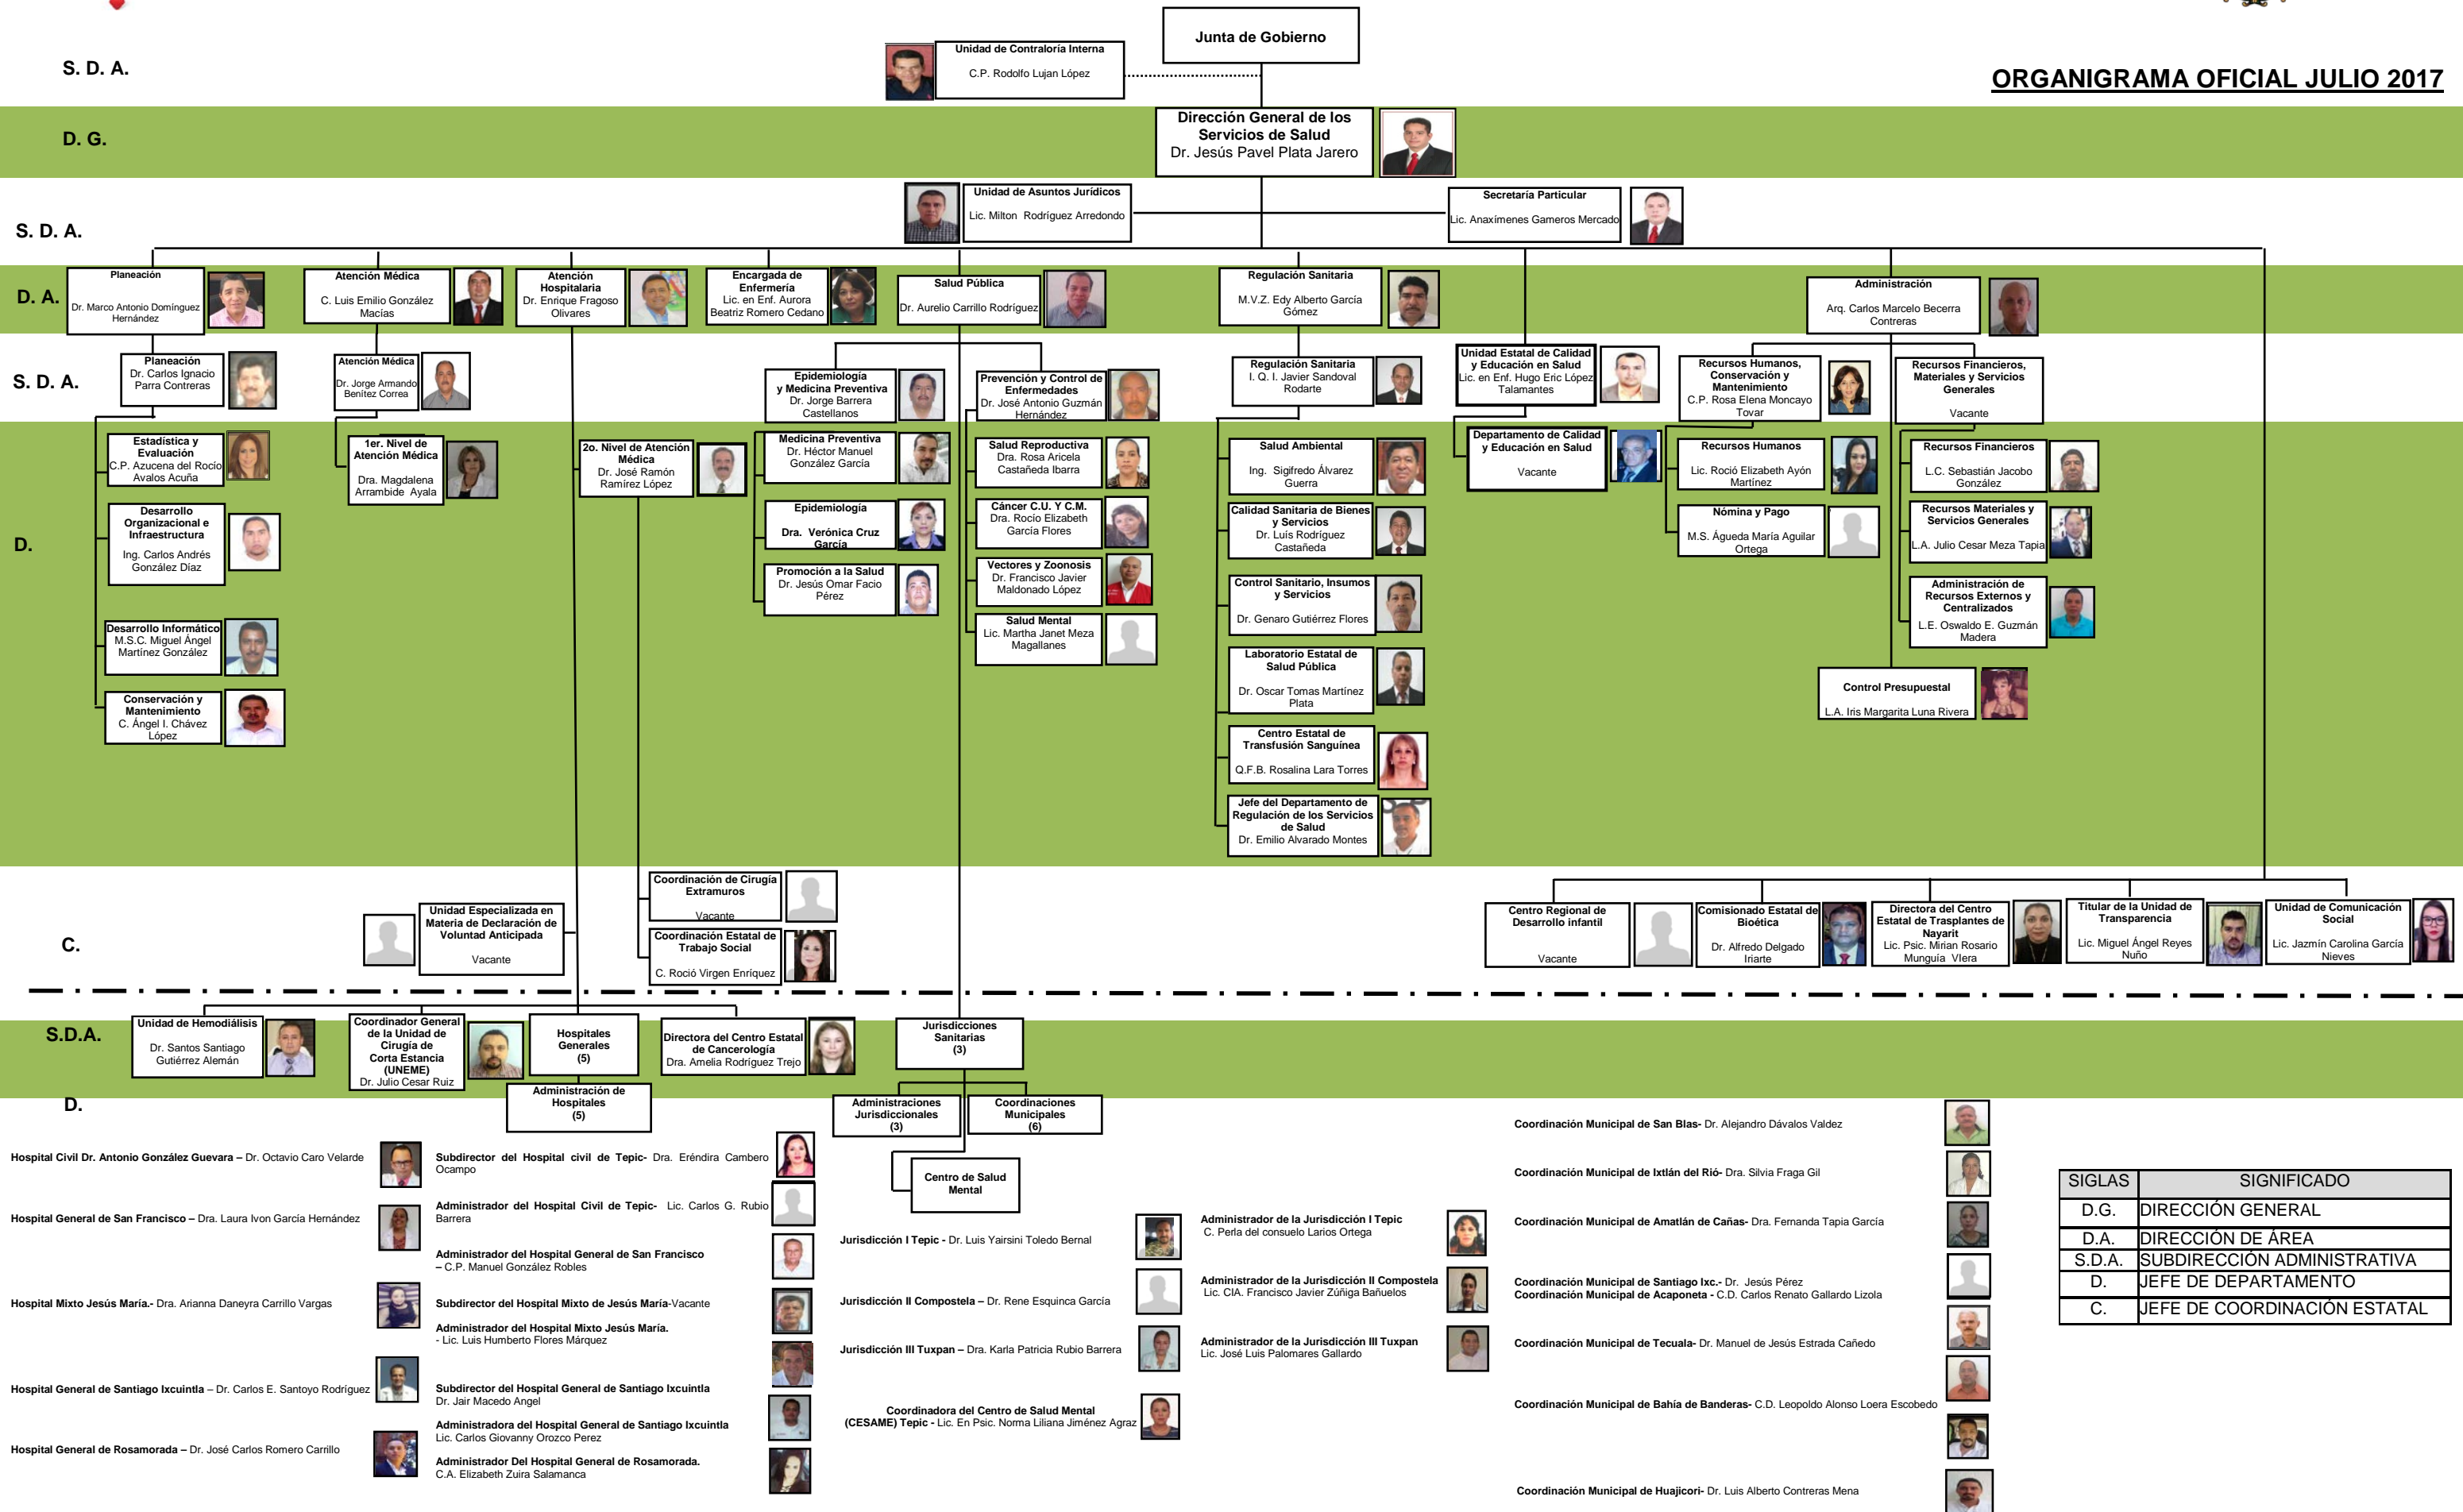 Junta de Gobierno
Unidad de Contraloría Interna
C.P. Rodolfo Lujan López
S. D. A.
ORGANIGRAMA OFICIAL JULIO 2017
D. G.
Dirección General de los
Servicios de Salud
Dr. Jesús Pavel Plata Jarero
Unidad de Asuntos Jurídicos
Lic. Milton Rodríguez Arredondo
Secretaría Particular
Lic. Anaxímenes Gameros Mercado
S. D. A.
D. A.
Planeación
Dr. Marco Antonio Domínguez
Hernández
Atención Médica
C. Luis Emilio González
Macías
Atención
Hospitalaria
Dr. Enrique Fragoso
Olivares
Encargada de
Enfermería
Lic. en Enf. Aurora
Beatriz Romero Cedano
Salud Pública
Dr. Aurelio Carrillo Rodríguez
Regulación Sanitaria
M.V.Z. Edy Alberto García
Gómez
Administración
Arq. Carlos Marcelo Becerra
Contreras
S. D. A.
Planeación
Dr. Carlos Ignacio
Parra Contreras
Atención Médica
Dr. Jorge Armando
Benítez Correa
Epidemiología
y Medicina Preventiva
Dr. Jorge Barrera
Castellanos
Prevención y Control de
Enfermedades
Dr. José Antonio Guzmán
Hernández
Regulación Sanitaria
I. Q. I. Javier Sandoval
Rodarte
Unidad Estatal de Calidad
y Educación en Salud
Lic. en Enf. Hugo Eric López
Talamantes
Recursos Humanos,
Conservación y
Mantenimiento
C.P. Rosa Elena Moncayo
Tovar
Recursos Financieros,
Materiales y Servicios
Generales
Vacante
D.
Estadística y
Evaluación
C.P. Azucena del Rocío
Avalos Acuña
Desarrollo
Organizacional e
Infraestructura
Ing. Carlos Andrés
González Díaz
Desarrollo Informático
M.S.C. Miguel Ángel
Martínez González
Conservación y
Mantenimiento
C. Ángel I. Chávez
López
1er. Nivel de
Atención Médica
Dra. Magdalena
Arrambide Ayala
2o. Nivel de Atención
Médica
Dr. José Ramón
Ramírez López
Medicina Preventiva
Dr. Héctor Manuel
González García
Epidemiología
Dra. Verónica Cruz
García
Promoción a la Salud
Dr. Jesús Omar Facio
Pérez
Salud Reproductiva
Dra. Rosa Aricela
Castañeda Ibarra
Cáncer C.U. Y C.M.
Dra. Rocío Elizabeth
García Flores
Vectores y Zoonosis
Dr. Francisco Javier
Maldonado López
Salud Mental
Lic. Martha Janet Meza
Magallanes
Salud Ambiental
Ing. Sigifredo Álvarez
Guerra
Calidad Sanitaria de Bienes
y Servicios
Dr. Luís Rodríguez
Castañeda
Control Sanitario, Insumos
y Servicios
Dr. Genaro Gutiérrez Flores
Laboratorio Estatal de
Salud Pública
Dr. Oscar Tomas Martínez
Plata
Centro Estatal de
Transfusión Sanguínea
Q.F.B. Rosalina Lara Torres
Jefe del Departamento de
Regulación de los Servicios
de Salud
Dr. Emilio Alvarado Montes
Departamento de Calidad
y Educación en Salud
Vacante
Recursos Humanos
Lic. Roció Elizabeth Ayón
Martínez
Nómina y Pago
M.S. Águeda María Aguilar
Ortega
Recursos Financieros
L.C. Sebastián Jacobo
González
Recursos Materiales y
Servicios Generales
L.A. Julio Cesar Meza Tapia
Administración de
Recursos Externos y
Centralizados
L.E. Oswaldo E. Guzmán
Madera
Control Presupuestal
L.A. Iris Margarita Luna Rivera
C.
Unidad Especializada en
Materia de Declaración de
Voluntad Anticipada
Vacante
Coordinación de Cirugía
Extramuros
Vacante
Coordinación Estatal de
Trabajo Social
C. Roció Virgen Enríquez
Centro Regional de
Desarrollo infantil
Vacante
Comisionado Estatal de
Bioética
Dr. Alfredo Delgado
Iriarte
Directora del Centro
Estatal de Trasplantes de
Nayarit
Lic. Psic. Mirian Rosario
Munguía VIera
Titular de la Unidad de
Transparencia
Lic. Miguel Ángel Reyes
Nuño
Unidad de Comunicación
Social
Lic. Jazmín Carolina García
Nieves
S.D.A.
Unidad de Hemodiálisis
Dr. Santos Santiago
Gutiérrez Alemán
Coordinador General
de la Unidad de
Cirugía de
Corta Estancia
(UNEME)
Dr. Julio Cesar Ruiz
Hospitales
Generales
(5)
Directora del Centro Estatal
de Cancerología
Dra. Amelia Rodríguez Trejo
Jurisdicciones
Sanitarias
(3)
D.
Administración de
Hospitales
(5)
Administraciones
Jurisdiccionales
(3)
Coordinaciones
Municipales
(6)
Centro de Salud
Mental
Hospital Civil Dr. Antonio González Guevara – Dr. Octavio Caro Velarde
Hospital General de San Francisco – Dra. Laura Ivon García Hernández
Hospital Mixto Jesús María.- Dra. Arianna Daneyra Carrillo Vargas
Hospital General de Santiago Ixcuintla – Dr. Carlos E. Santoyo Rodríguez
Hospital General de Rosamorada – Dr. José Carlos Romero Carrillo
Subdirector del Hospital civil de Tepic- Dra. Eréndira Cambero
Ocampo
Administrador del Hospital Civil de Tepic- Lic. Carlos G. Rubio
Barrera
Administrador del Hospital General de San Francisco
– C.P. Manuel González Robles
Subdirector del Hospital Mixto de Jesús María-Vacante
Administrador del Hospital Mixto Jesús María.
- Lic. Luis Humberto Flores Márquez
Subdirector del Hospital General de Santiago Ixcuintla
Dr. Jair Macedo Angel
Administradora del Hospital General de Santiago Ixcuintla
Lic. Carlos Giovanny Orozco Perez
Administrador Del Hospital General de Rosamorada.
C.A. Elizabeth Zuira Salamanca
Jurisdicción I Tepic - Dr. Luis Yairsini Toledo Bernal
Jurisdicción II Compostela – Dr. Rene Esquinca García
Jurisdicción III Tuxpan – Dra. Karla Patricia Rubio Barrera
Coordinadora del Centro de Salud Mental
(CESAME) Tepic - Lic. En Psic. Norma Liliana Jiménez Agraz
Administrador de la Jurisdicción I Tepic
C. Perla del consuelo Larios Ortega
Administrador de la Jurisdicción II Compostela
Lic. CIA. Francisco Javier Zúñiga Bañuelos
Administrador de la Jurisdicción III Tuxpan
Lic. José Luis Palomares Gallardo
Coordinación Municipal de San Blas- Dr. Alejandro Dávalos Valdez
Coordinación Municipal de Ixtlán del Rió- Dra. Silvia Fraga Gil
Coordinación Municipal de Amatlán de Cañas- Dra. Fernanda Tapia García
Coordinación Municipal de Santiago Ixc.- Dr. Jesús Pérez
Coordinación Municipal de Acaponeta - C.D. Carlos Renato Gallardo Lizola
Coordinación Municipal de Tecuala- Dr. Manuel de Jesús Estrada Cañedo
Coordinación Municipal de Bahía de Banderas- C.D. Leopoldo Alonso Loera Escobedo
Coordinación Municipal de Huajicori- Dr. Luis Alberto Contreras Mena
SIGLAS SIGNIFICADO
D.G. DIRECCIÓN GENERAL
D.A. DIRECCIÓN DE ÁREA
S.D.A. SUBDIRECCIÓN ADMINISTRATIVA
D. JEFE DE DEPARTAMENTO
C. JEFE DE COORDINACIÓN ESTATAL